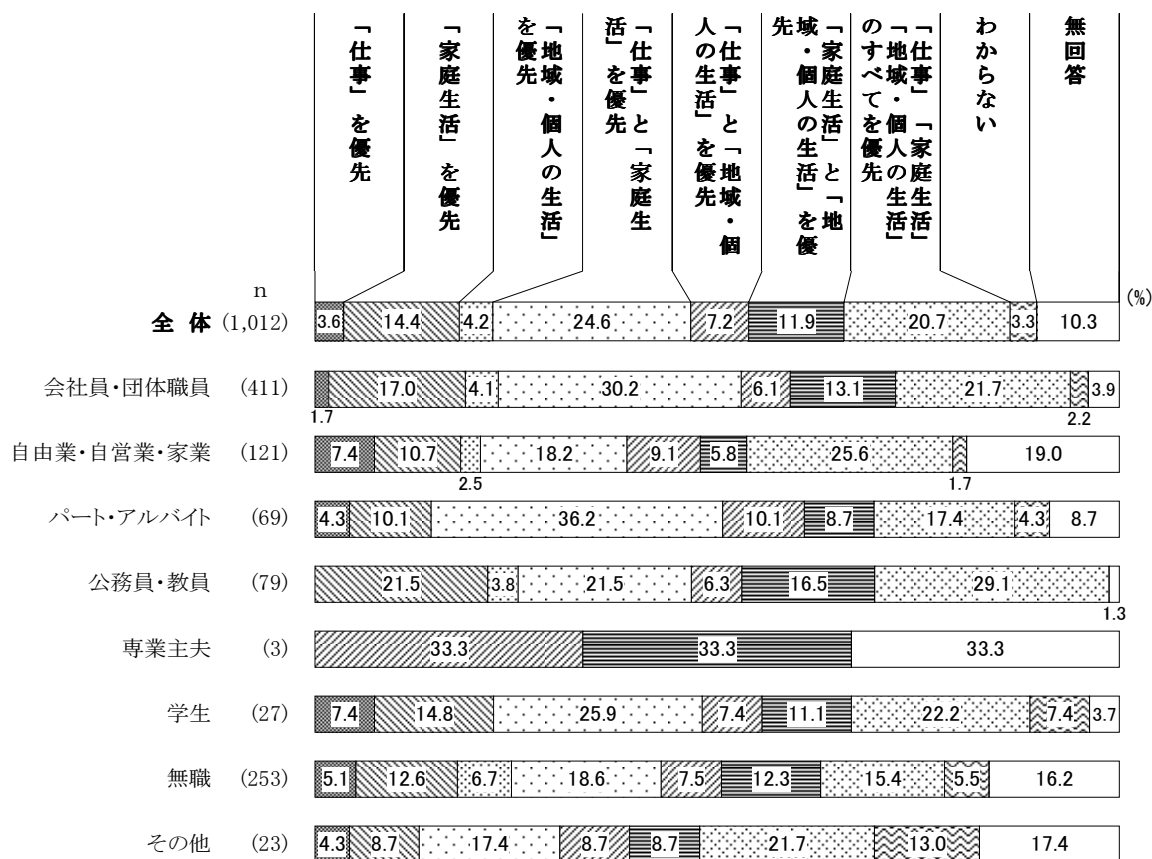 「仕事」を優先
「家庭生活」を優先
「地域・個人の生活」
を優先
「仕事」と「家庭生
活」を優先
「仕事」と「地域・個
人の生活」を優先
「家庭生活」と「地
域・個人の生活」を優
先
「仕事」「家庭生活」
「地域・個人の生活」
のすべてを優先
わからない
無回答
n
(%)
全 体 (1,012) 3.6 14.4 4.2 24.6 7.2 11.9 20.7 3.3 10.3
会社員・団体職員 (411) 17.0 4.1 30.2 6.1 13.1 21.7 3.9
1.7 2.2
自由業・自営業・家業 (121) 7.4 10.7 18.2 9.1 5.8 25.6 19.0
2.5 1.7
パート・アルバイト (69) 4.3 10.1 36.2 10.1 8.7 17.4 4.3 8.7
公務員・教員 (79) 21.5 3.8 21.5 6.3 16.5 29.1
1.3
専業主夫 (3) 33.3 33.3 33.3
学生 (27) 7.4 14.8 25.9 7.4 11.1 22.2 7.4 3.7
無職 (253) 5.1 12.6 6.7 18.6 7.5 12.3 15.4 5.5 16.2
その他 (23) 4.3 8.7 17.4 8.7 8.7 21.7 13.0 17.4